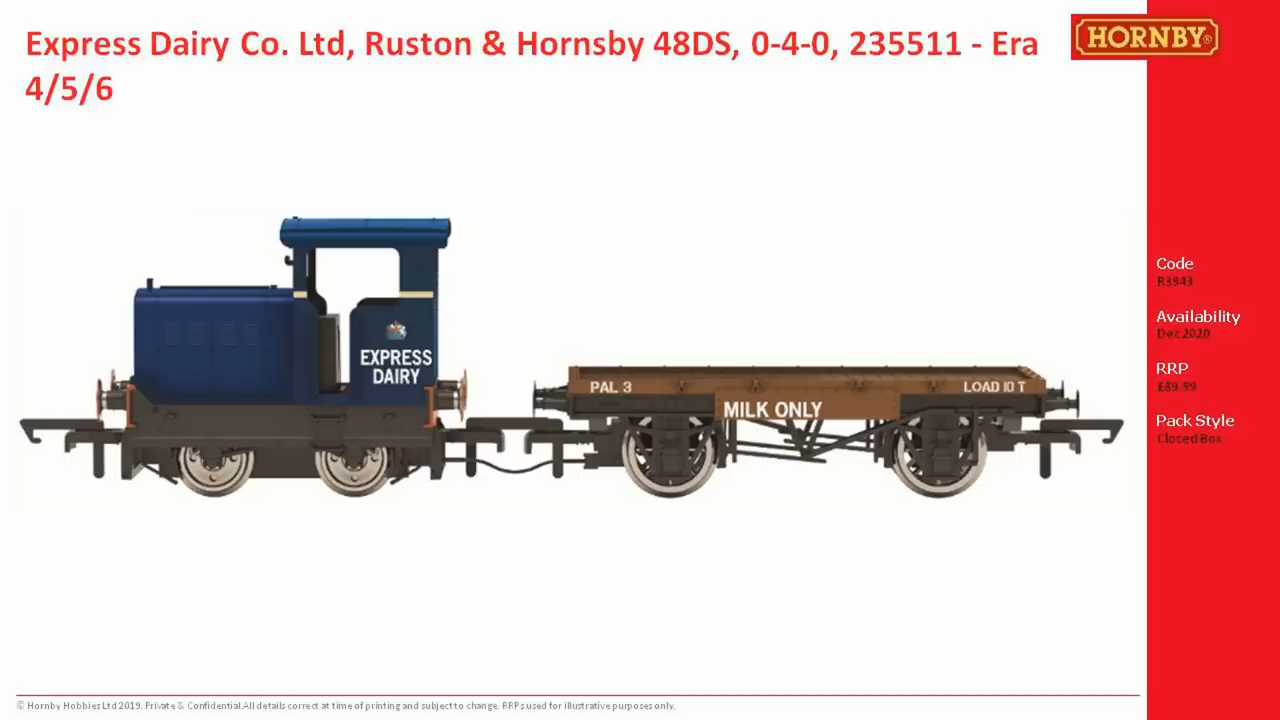 Express Dairy Co. Ltd, Ruston & Hornsby 48DS, 0-4-0, 235511 - Era
4/5/6
HORNBY®
Code
R3943
Availability
Dec 2020
RRP
£89.99
Pack Style
Closed Box
EXPRESS
DAIRY
PAL 3
LOAD 10 T
MILK ONLY
© Hornby Hobbies Ltd 2019. Private & Confidential.All details correct at time of printing and subject to change. RRPs used for illustrative purposes only.